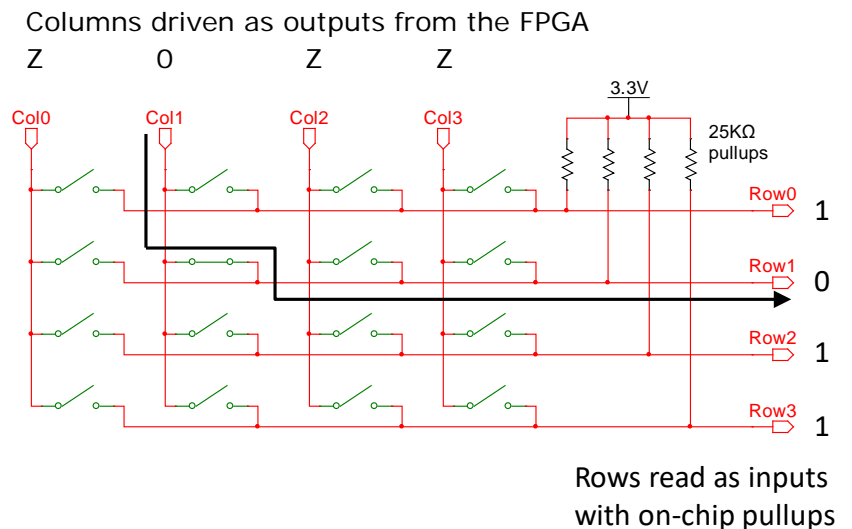 Columns driven as outputs from the FPGA
Z 0 Z Z
3.3V
Col0 Col1 Col2 Col3
25KΩ
pullups
Row0 1
Row1 0
Row2 1
Row3 1
Rows read as inputs
with on-chip pullups